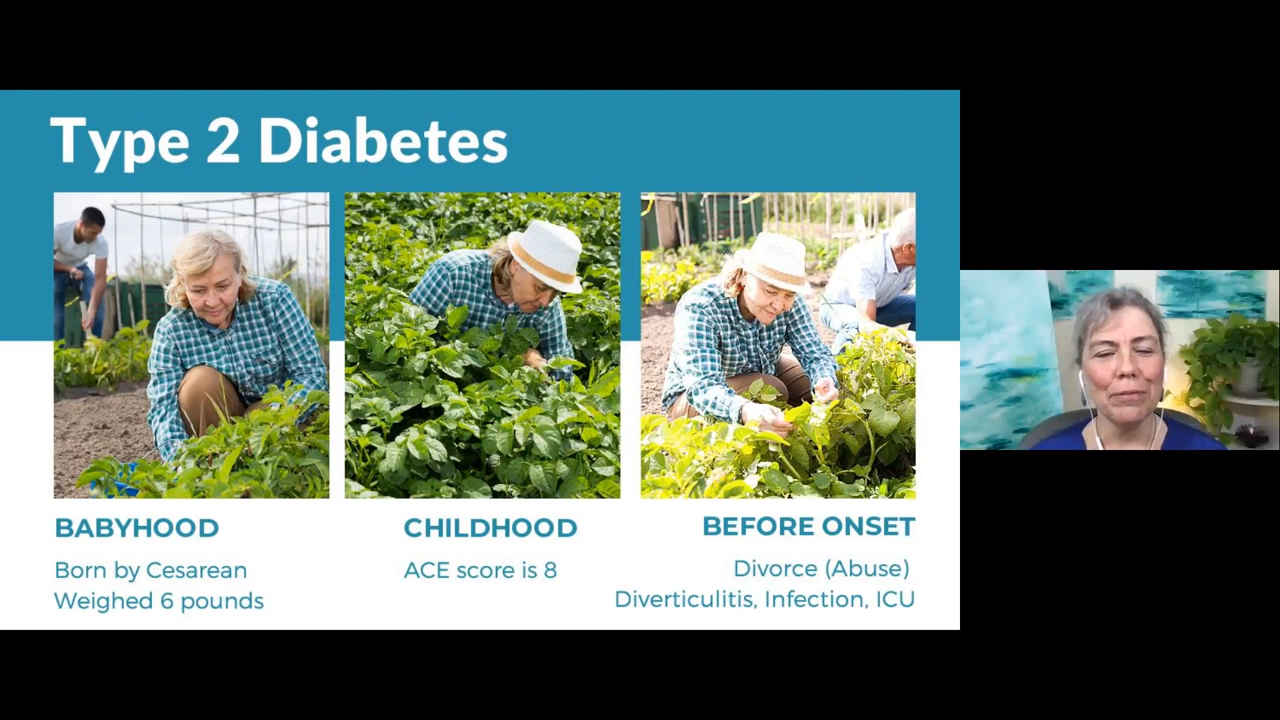 Type 2 Diabetes
BABYHOOD
Born by Cesarean
Weighed 6 pounds
CHILDHOOD
ACE score is 8
BEFORE ONSET
Divorce (Abuse)
Diverticulitis, Infection, ICU